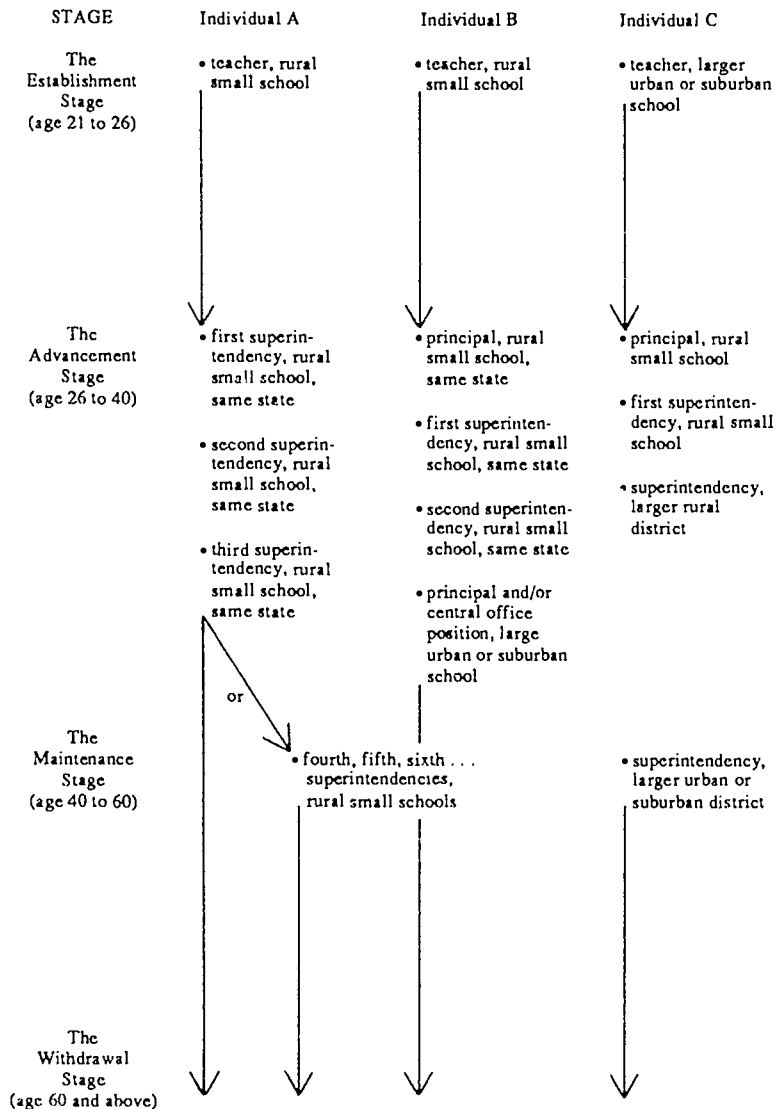 STAGE
Individual A
Individual B
Individual C
The
Establishment
Stage
(age 21 to 26)
• teacher, rural
small school
• teacher, rural
small school
• teacher, larger
urban or suburban
school
The
Advancement
Stage
(age 26 to 40)
• first superin-
tendency, rural
small school,
same state
• second superin-
tendency, rural
small school,
same state
• third superin-
tendency, rural
small school,
same state
• principal, rural
small school,
same state
• first superinten-
dency, rural small
school, same state
• second superinten-
dency, rural small
school, same state
• principal and/or
central office
position, large
urban or suburban
school
• principal, rural
small school
• first superinten-
dency, rural small
school
• superintendency,
larger rural
district
or
The
Maintenance
Stage
(age 40 to 60)
• fourth, fifth, sixth ...
superintendencies,
rural small schools
• superintendency,
larger urban or
suburban district
The
Withdrawal
Stage
(age 60 and above)